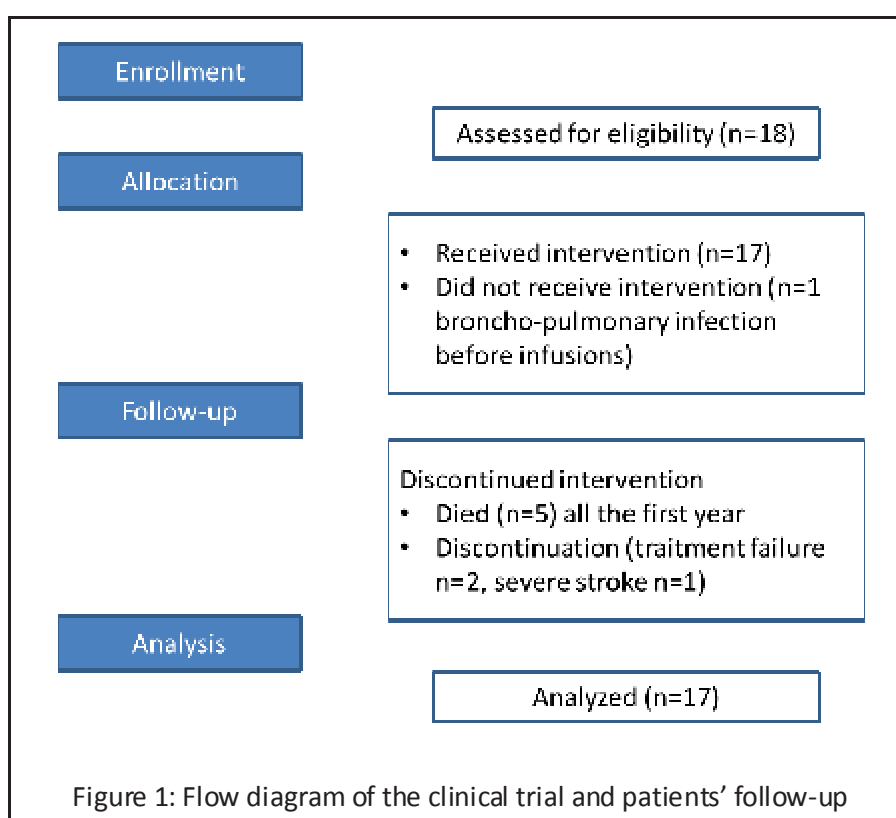 Enrollment
Assessed for eligibility (n=18)
Allocation
• Received intervention (n=17)
• Did not receive intervention (n=1
broncho-pulmonary infection
before infusions)
Follow-up
Discontinued intervention
• Died (n=5) all the first year
• Discontinuation (traitment failure
n=2, severe stroke n=1)
Analysis
Analyzed (n=17)
Figure 1: Flow diagram of the clinical trial and patients’ follow-up